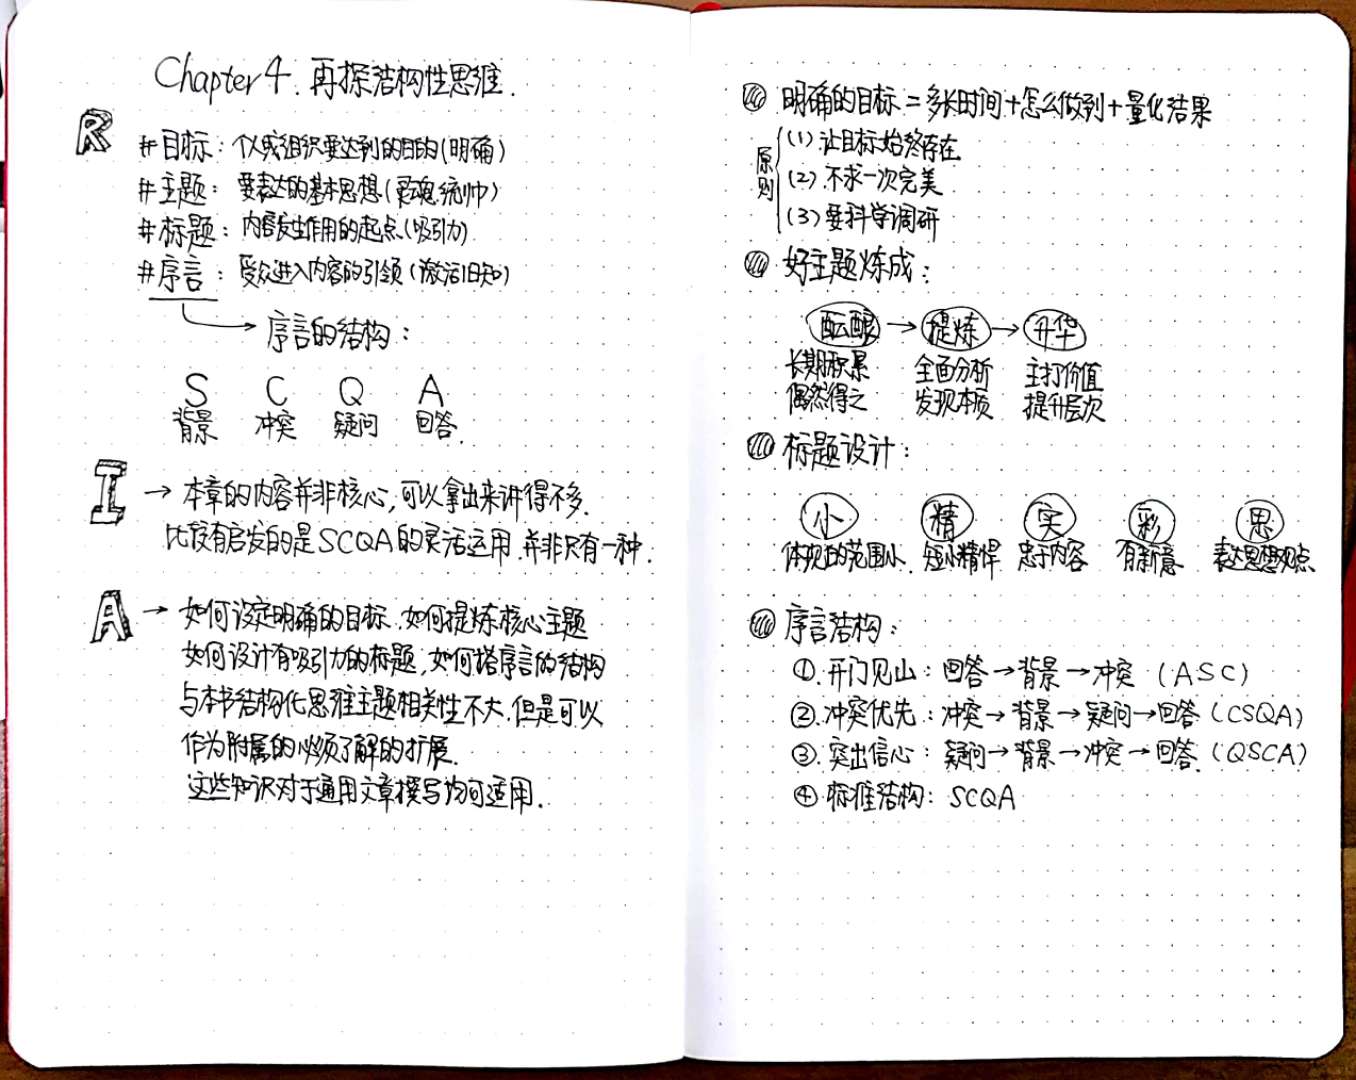 Chapter 4. 再探结构性思维.
R
#目标: 个人或组织要达到的目的(明确)
#主题: 要表达的基本思想(灵魂统帅)
#标题: 内容发生作用的起点(吸引力)
#序言: 受众进入内容的引领(激活旧知)
序言的结构:
S C Q A
背景 冲突 疑问 回答.
I → 本章的内容并非核心,可以拿出来讲得不多.
比较有启发的是SCQA的灵活运用.并非只有一种.
A → 如何设定明确的目标.如何提炼核心主题
如何设计有吸引力的标题,如何搭序言的结构
与本书结构化思维主题相关性不大.但是可以
作为附属的必须了解的扩展.
这些知识对于通用文章撰写均可适用.
明确的目标=多长时间+怎么做到+量化结果
原则
(1)让目标始终存在
(2).不求一次完美
(3)要科学调研
好主题炼成:
酝酿→提炼→升华
长期积累 全面分析 主打价值
偶然得之 发现本质 提升层次
标题设计:
小 精 实 彩 思
体现的范围小. 短小精悍 忠于内容 有新意 表达思想观点
序言结构:
①.开门见山: 回答→背景→冲突 (ASC)
②.冲突优先: 冲突→背景→疑问→回答 (CSQA)
③.突出信心: 疑问→背景→冲突→回答.(QSCA)
④.标准结构: SCQA